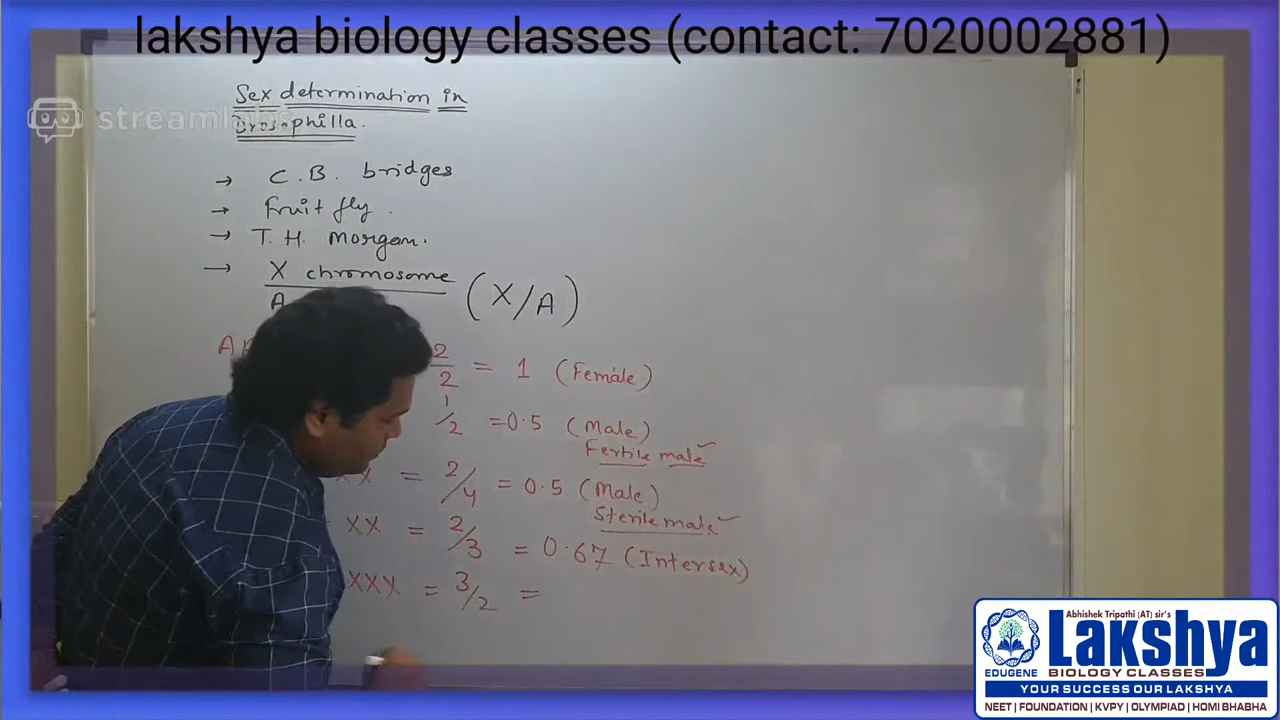 lakshya biology classes (contact: 7020002881)
Sex determination in
Drosophilla.
→ C.B. bridges
→ Fruit fly.
→ T. H. Morgan.
→ X chromosome
A
(X/A)
2/2 = 1 (Female)
1/2 = 0.5 (Male)
Fertile male ✓
= 2/4 = 0.5 (Male)
Sterile male ✓
XX = 2/3 = 0.67 (Intersex)
XXX = 3/2 =
Abhishek Tripathi (AT) sir's
Lakshya
EDUGENE BIOLOGY CLASSES
YOUR SUCCESS OUR LAKSHYA
NEET | FOUNDATION | KVPY | OLYMPIAD | HOMI BHABHA